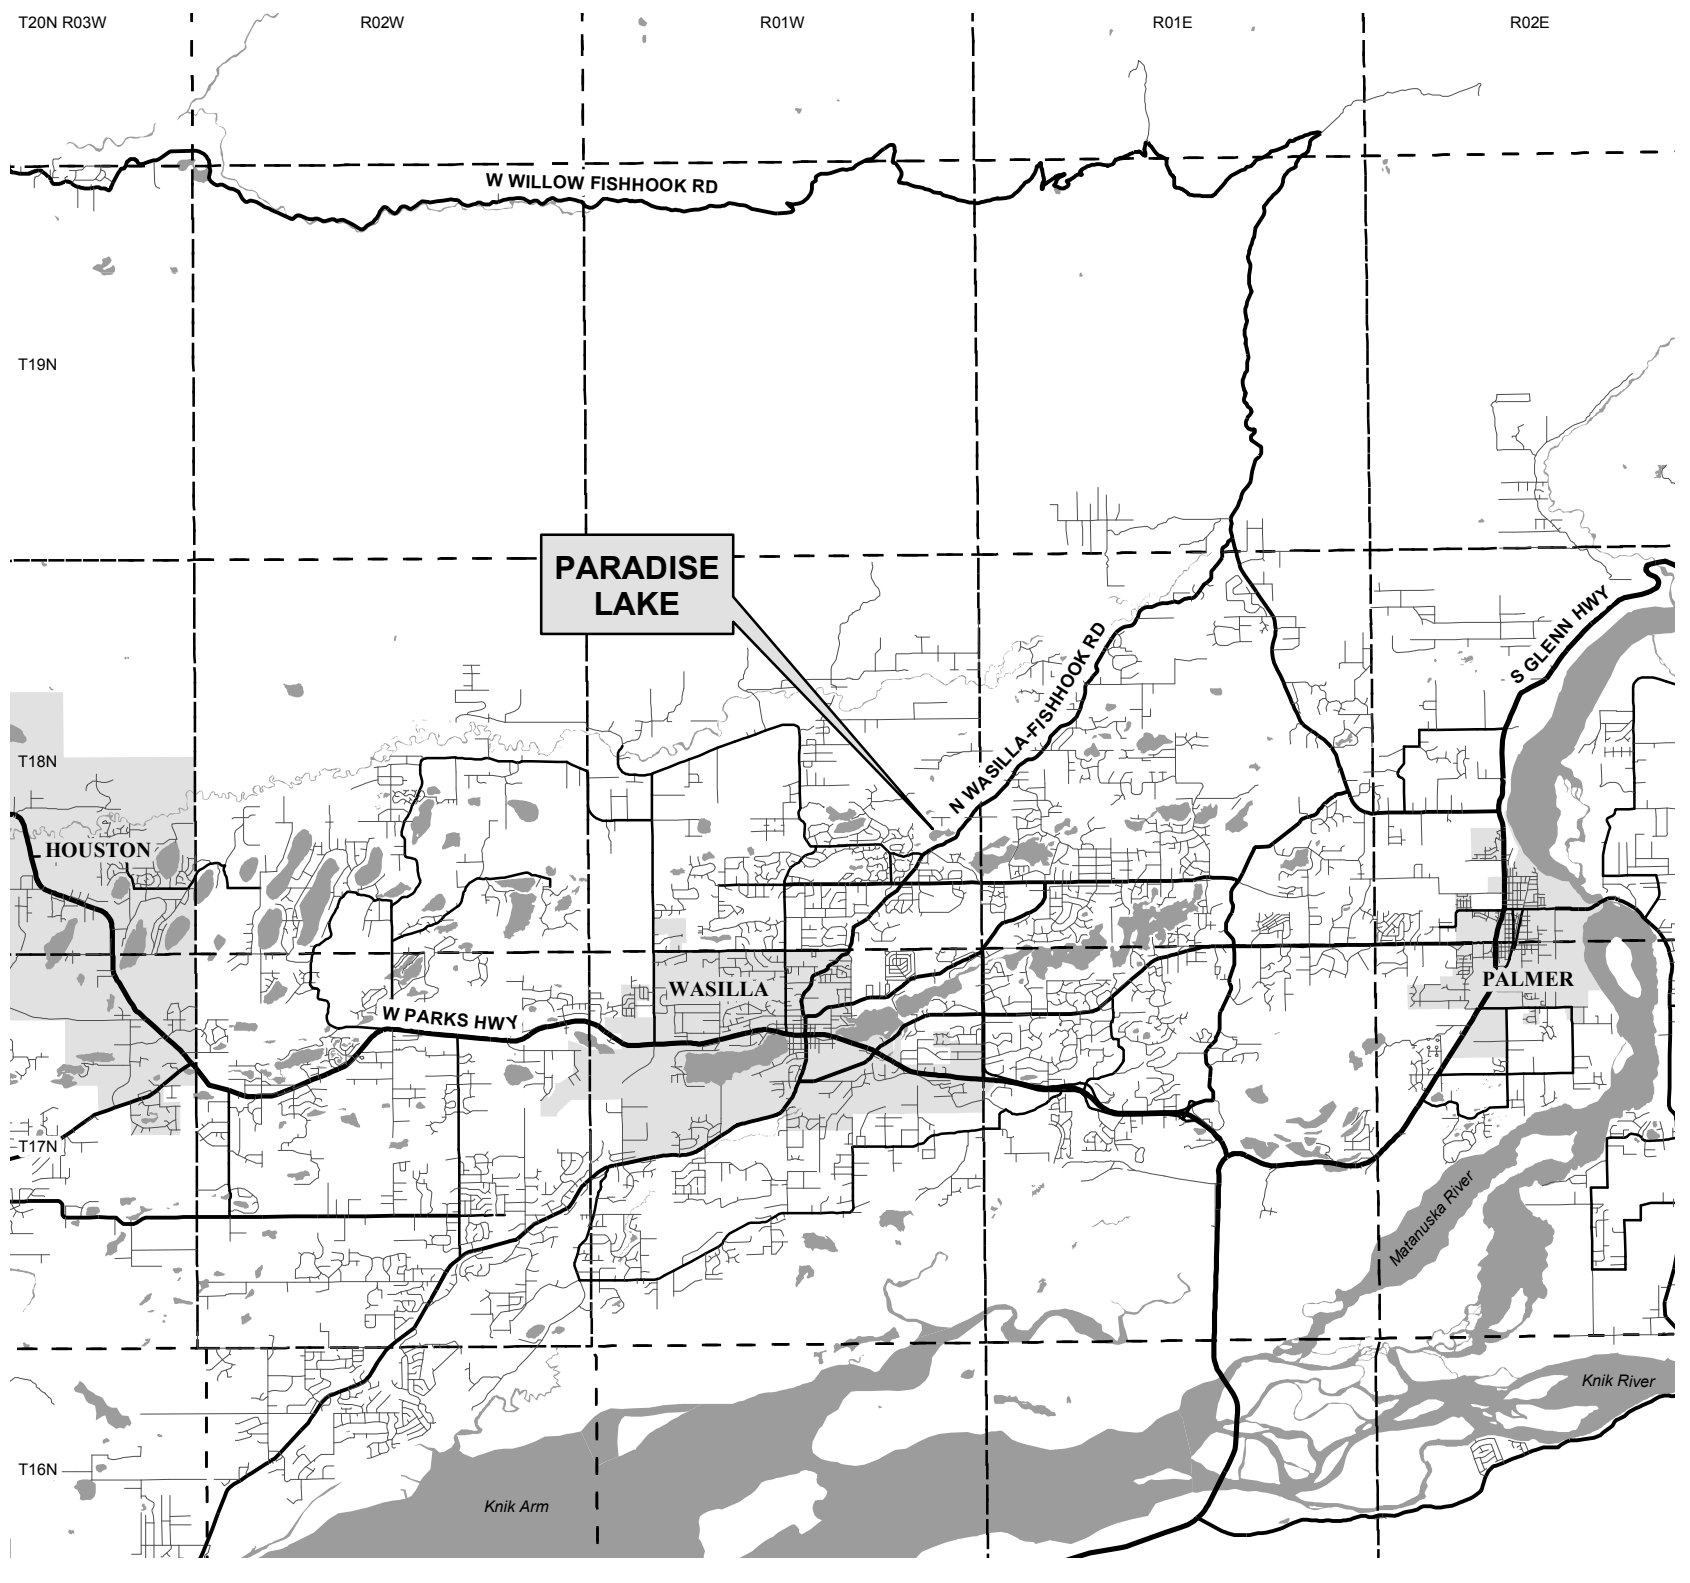 T20N R03W
R02W
R01W
R01E
R02E
W WILLOW FISHHOOK RD
T19N
PARADISE
LAKE
S GLENN HWY
N WASILLA-FISHHOOK RD
T18N
HOUSTON
WASILLA
PALMER
W PARKS HWY
T17N
Matanuska River
Knik River
T16N
Knik Arm